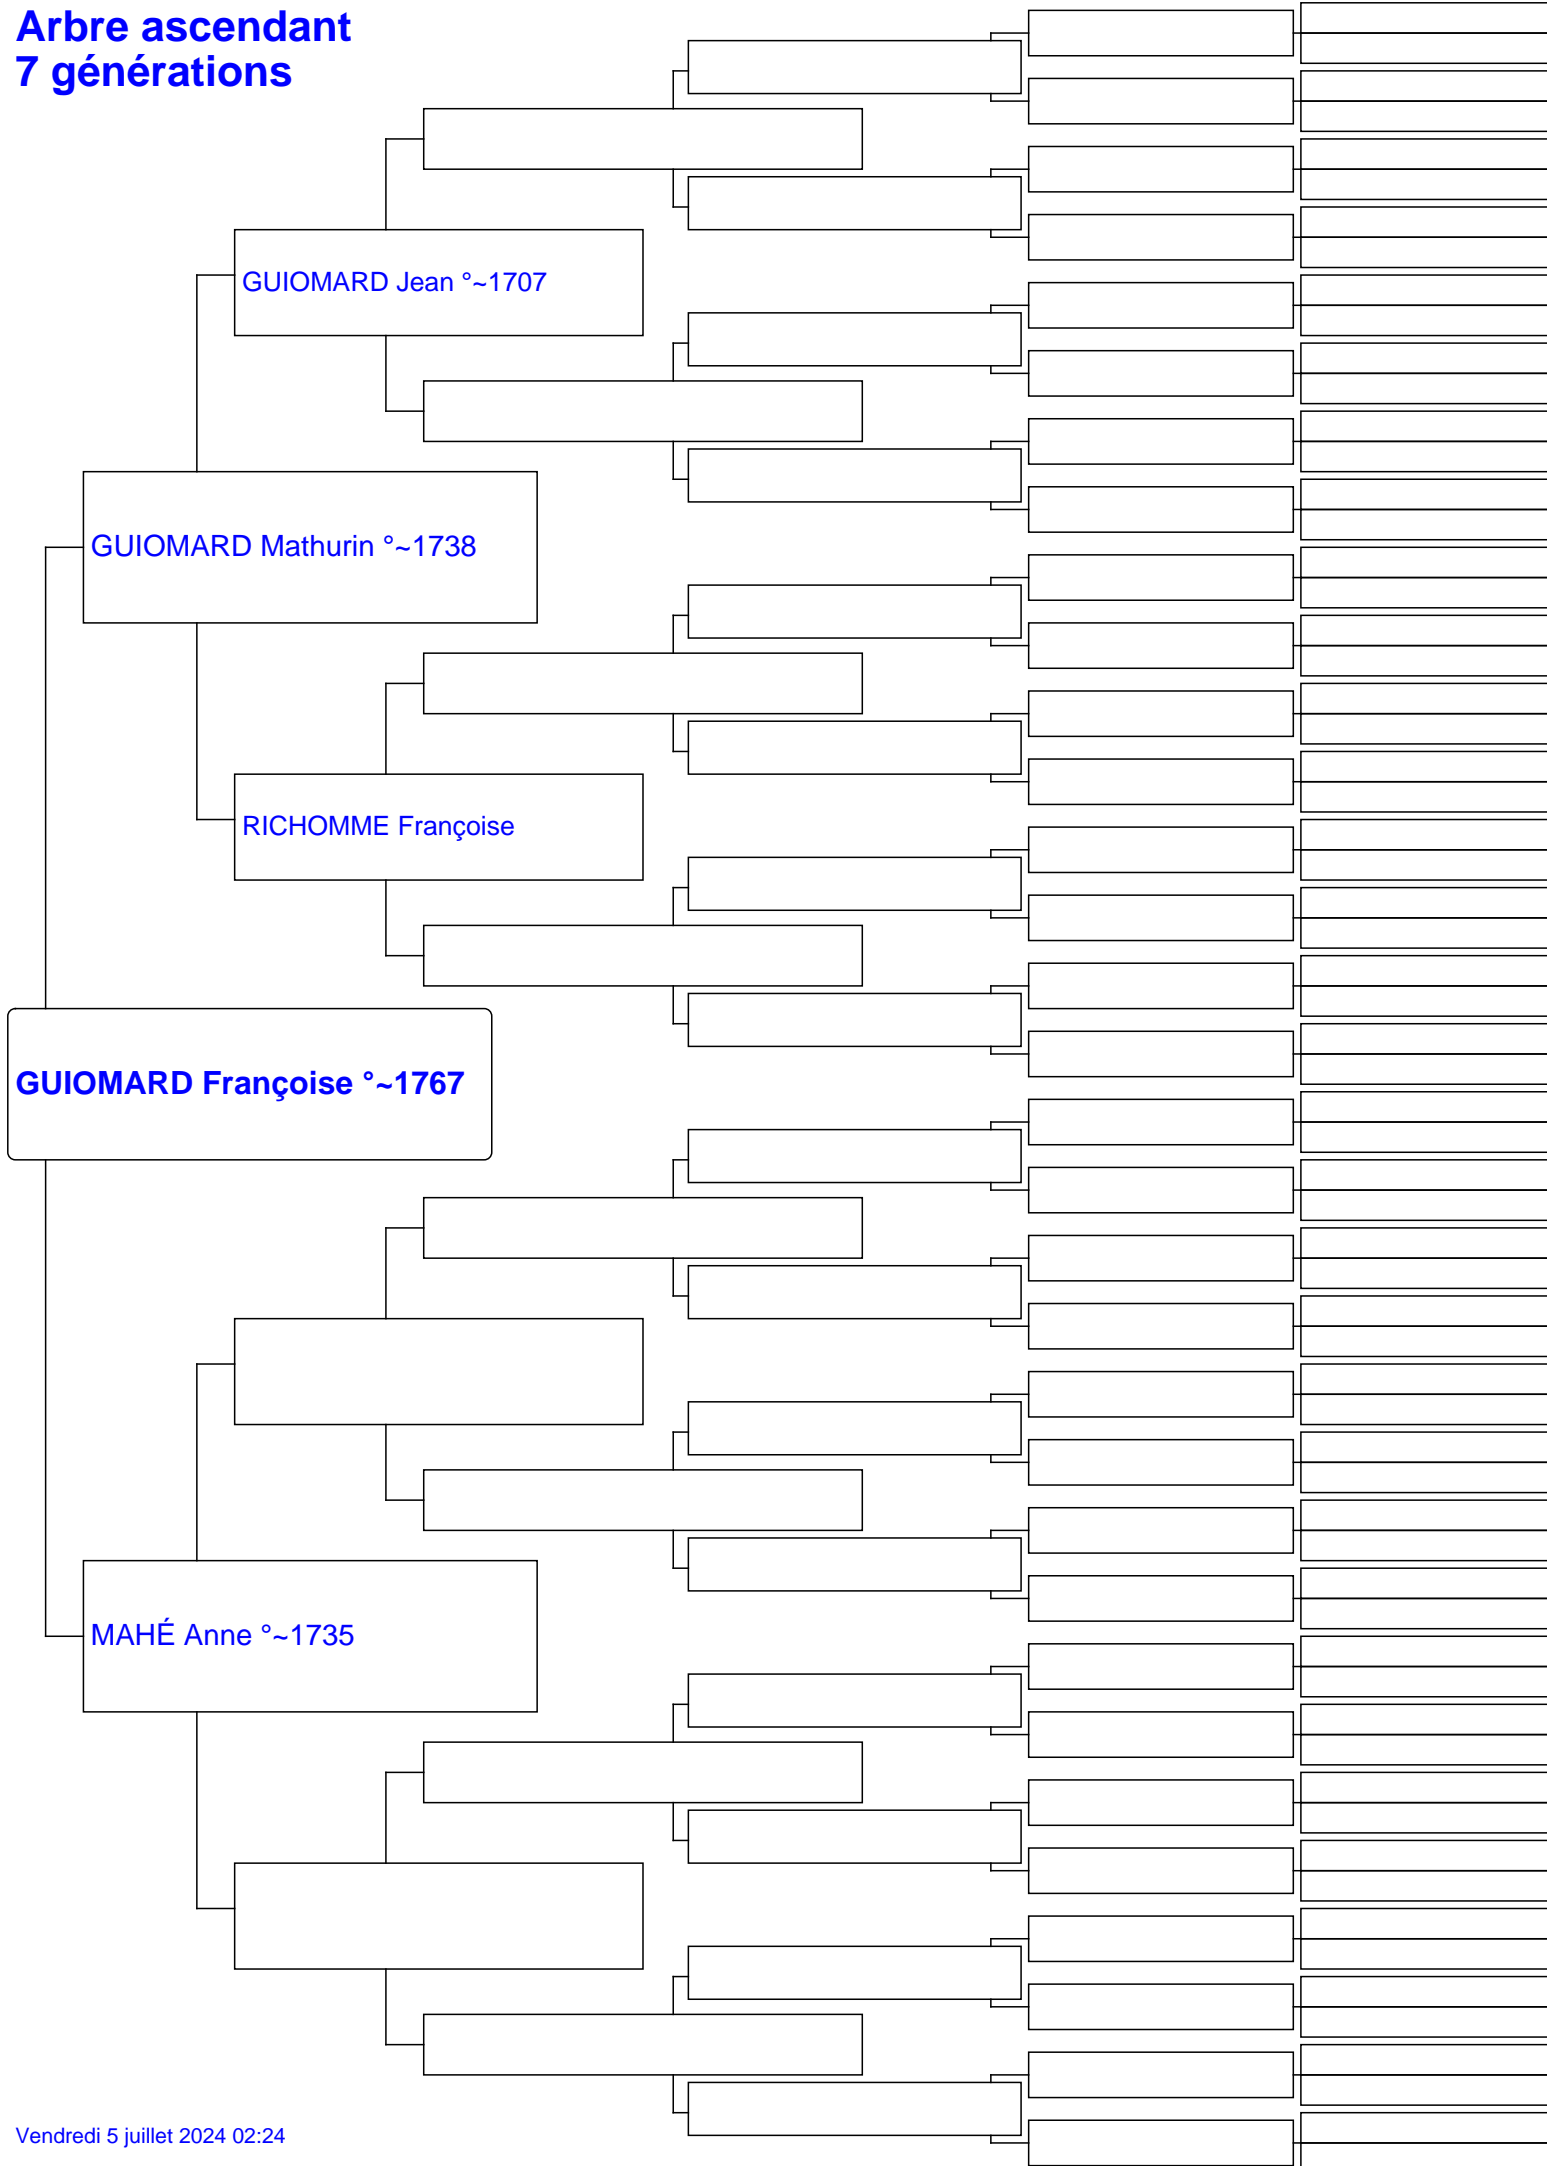 Arbre ascendant
7 générations
GUIOMARD Jean °~1707
GUIOMARD Mathurin °~1738
RICHOMME Françoise
GUIOMARD Françoise °~1767
MAHÉ Anne °~1735
Vendredi 5 juillet 2024 02:24